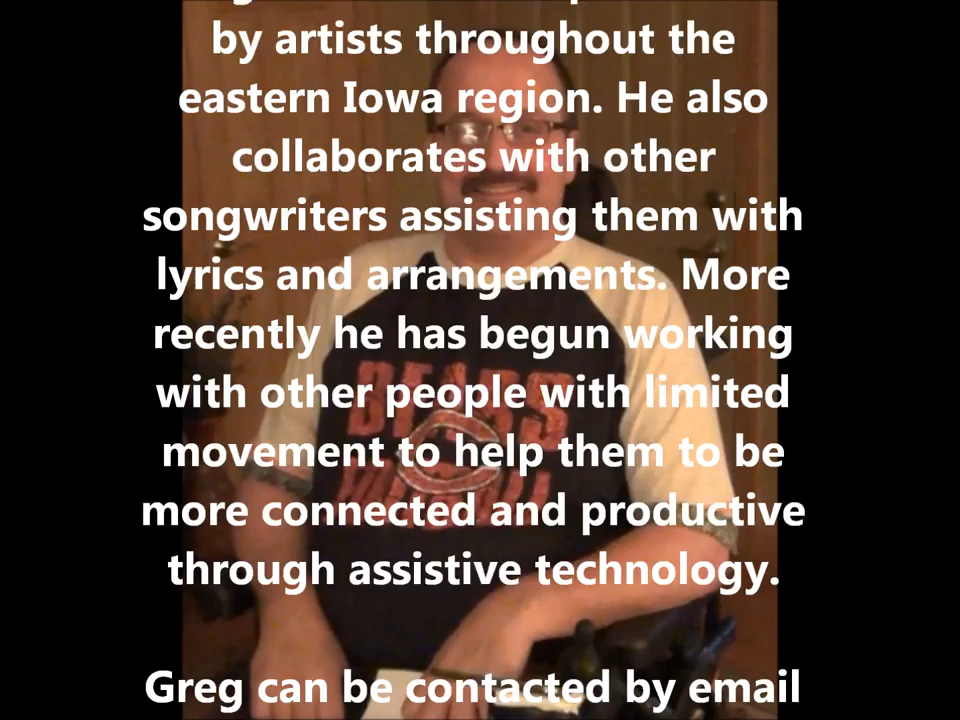 by artists throughout the
eastern Iowa region. He also
collaborates with other
songwriters assisting them with
lyrics and arrangements. More
recently he has begun working
with other people with limited
movement to help them to be
more connected and productive
through assistive technology.
Greg can be contacted by email
BEARS